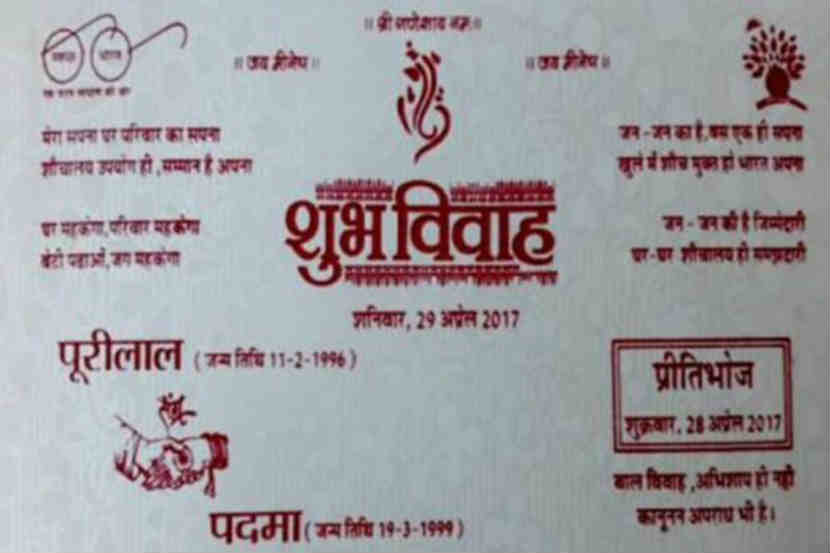 ॥ श्री गणेशाय नमः॥
॥ जय मीनेष ॥
॥ जय मीनेष ॥
स्वच्छ भारत
एक कदम स्वच्छता की ओर
मेरा सपना घर परिवार का सपना
शौचालय उपयोग ही ,सम्मान है अपना
जन - जन का है,बस एक ही सपना
खुले में शौच मुक्त हो भारत अपना
घर महकेगा,परिवार महकेगा
बेटी पढाओं,जग महकेगा
जन - जन की है जिम्मेदारी
घर-घर शौचालय ही समझदारी
शुभ विवाह
शनिवार, 29 अप्रेल 2017
पूरीलाल ( जन्म तिथि 11-2-1996 )
प्रीतिभोज
शुक्रवार, 28 अप्रेल 2017
बाल विवाह ,अभिशाप ही नही
कानूनन अपराध भी है।
पदमा ( जन्म तिथि 19-3-1999 )